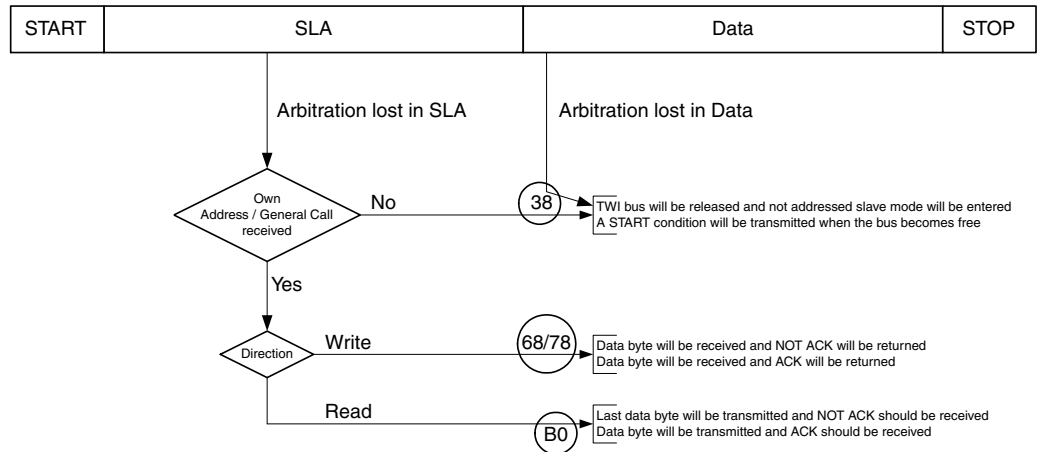 START SLA Data STOP
Arbitration lost in SLA Arbitration lost in Data
Own
Address / General Call
received
No
38
TWI bus will be released and not addressed slave mode will be entered
A START condition will be transmitted when the bus becomes free
Yes
Direction
Write
68/78
Data byte will be received and NOT ACK will be returned
Data byte will be received and ACK will be returned
Read
B0
Last data byte will be transmitted and NOT ACK should be received
Data byte will be transmitted and ACK should be received